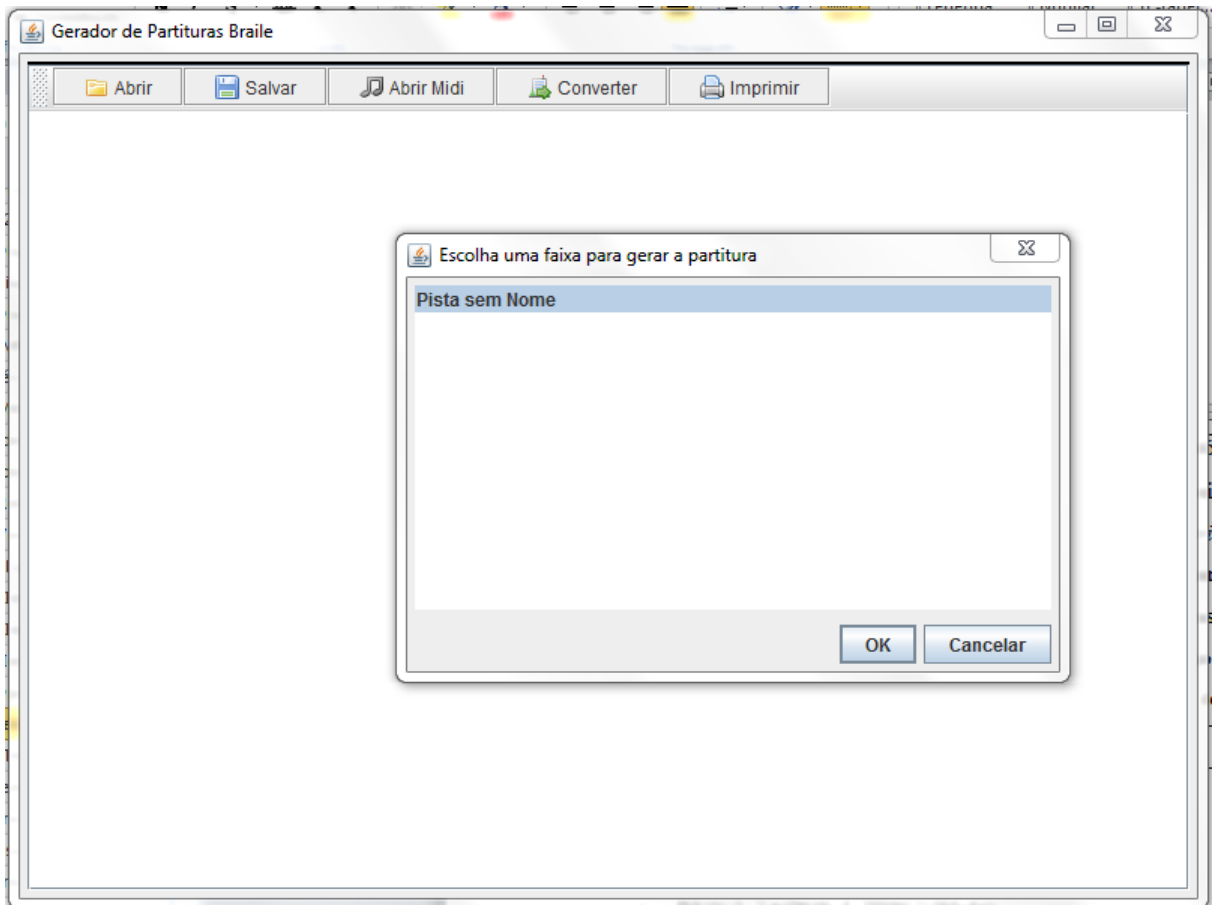 Gerador de Partituras Braile
Abrir Salvar Abrir Midi Converter Imprimir
Escolha uma faixa para gerar a partitura
Pista sem Nome
OK Cancelar